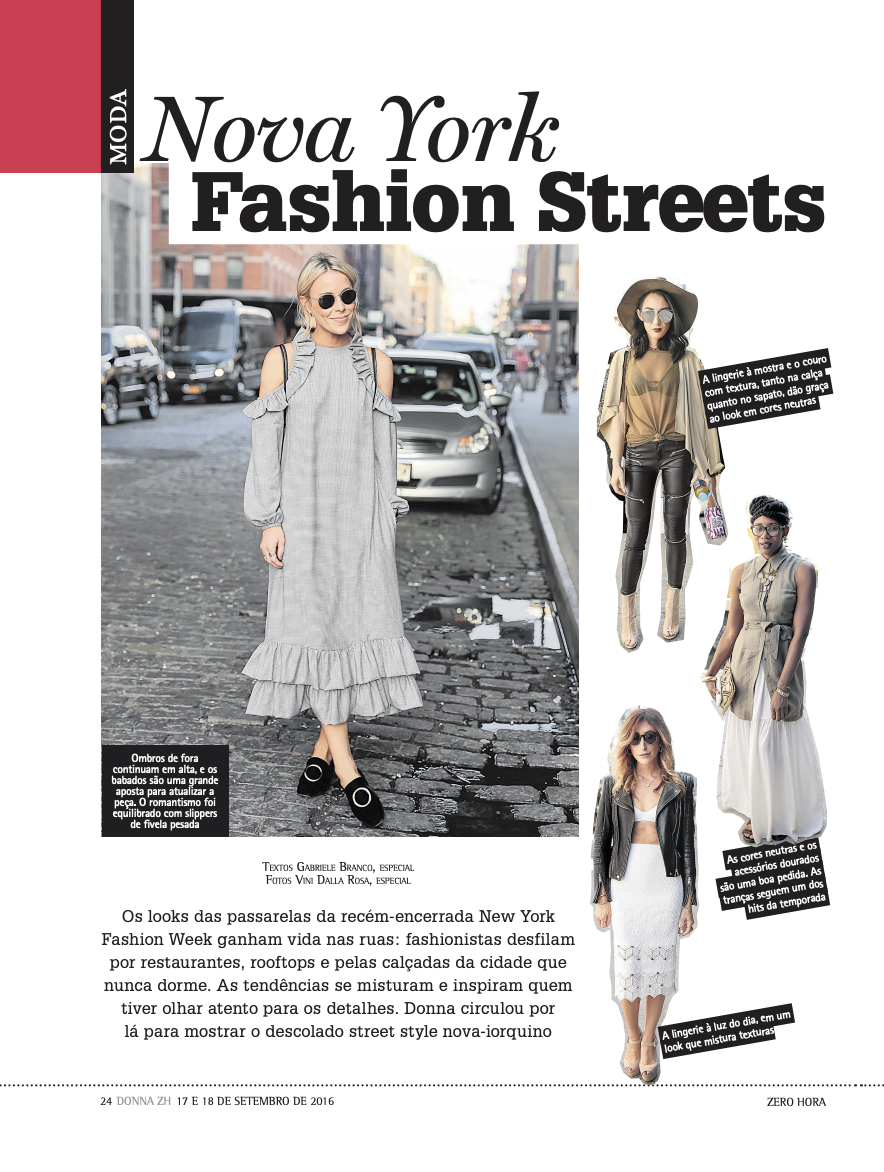 MODA
Nova York
Fashion Streets
A lingerie à mostra e o couro
com textura, tanto na calça
quanto no sapato, dão graça
ao look em cores neutras
Ombros de fora
continuam em alta, e os
babados são uma grande
aposta para atualizar a
peça. O romantismo foi
equilibrado com slippers
de fivela pesada
As cores neutras e os
acessórios dourados
são uma boa pedida. As
tranças seguem um dos
hits da temporada
TEXTOS GABRIELE BRANCO, ESPECIAL
FOTOS VINI DALLA ROSA, ESPECIAL
Os looks das passarelas da recém-encerrada New York
Fashion Week ganham vida nas ruas: fashionistas desfilam
por restaurantes, rooftops e pelas calçadas da cidade que
nunca dorme. As tendências se misturam e inspiram quem
tiver olhar atento para os detalhes. Donna circulou por
lá para mostrar o descolado street style nova-iorquino
A lingerie à luz do dia, em um
look que mistura texturas
24 DONNA ZH 17 E 18 DE SETEMBRO DE 2016
ZERO HORA